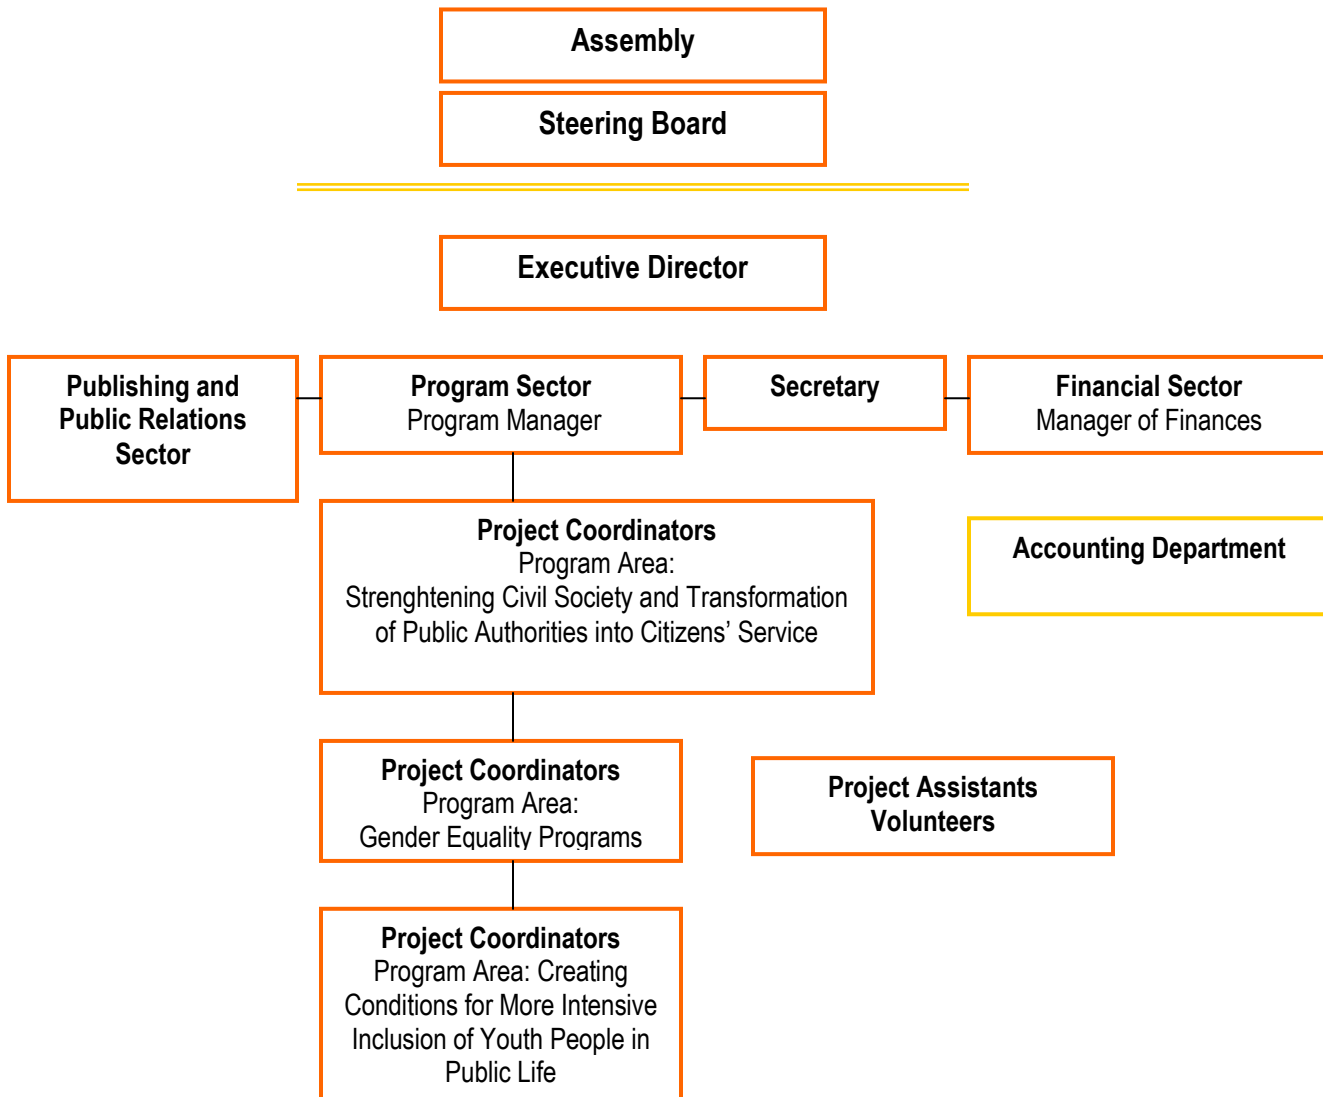 Assembly
Steering Board
Executive Director
Publishing and
Public Relations
Sector
Program Sector
Program Manager
Secretary
Financial Sector
Manager of Finances
Project Coordinators
Program Area:
Strenghtening Civil Society and Transformation
of Public Authorities into Citizens’ Service
Accounting Department
Project Coordinators
Program Area:
Gender Equality Programs
Project Assistants
Volunteers
Project Coordinators
Program Area: Creating
Conditions for More Intensive
Inclusion of Youth People in
Public Life